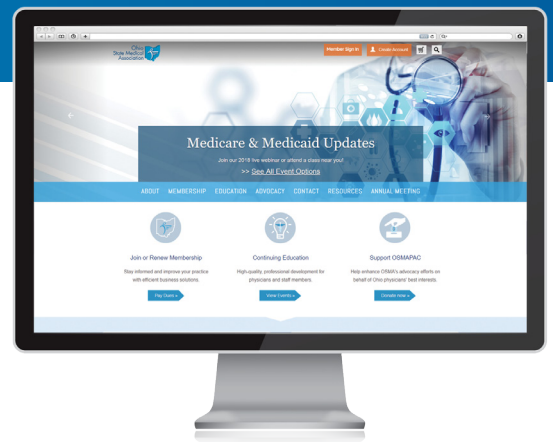 Ohio
State Medical
Association
Member Sign In
Create Account
Medicare & Medicaid Updates
Join our 2018 live webinar or attend a class near you!
>> See All Event Options
ABOUT MEMBERSHIP EDUCATION ADVOCACY CONTACT RESOURCES ANNUAL MEETING
Join or Renew Membership
Continuing Education
Support OSMAPAC
Stay informed and improve your practice
with efficient business solutions.
High-quality, professional development for
physicians and staff members.
Help enhance OSMA's advocacy efforts on
behalf of Ohio physicians' best interests.
Pay Dues »
View Events »
Donate Now »